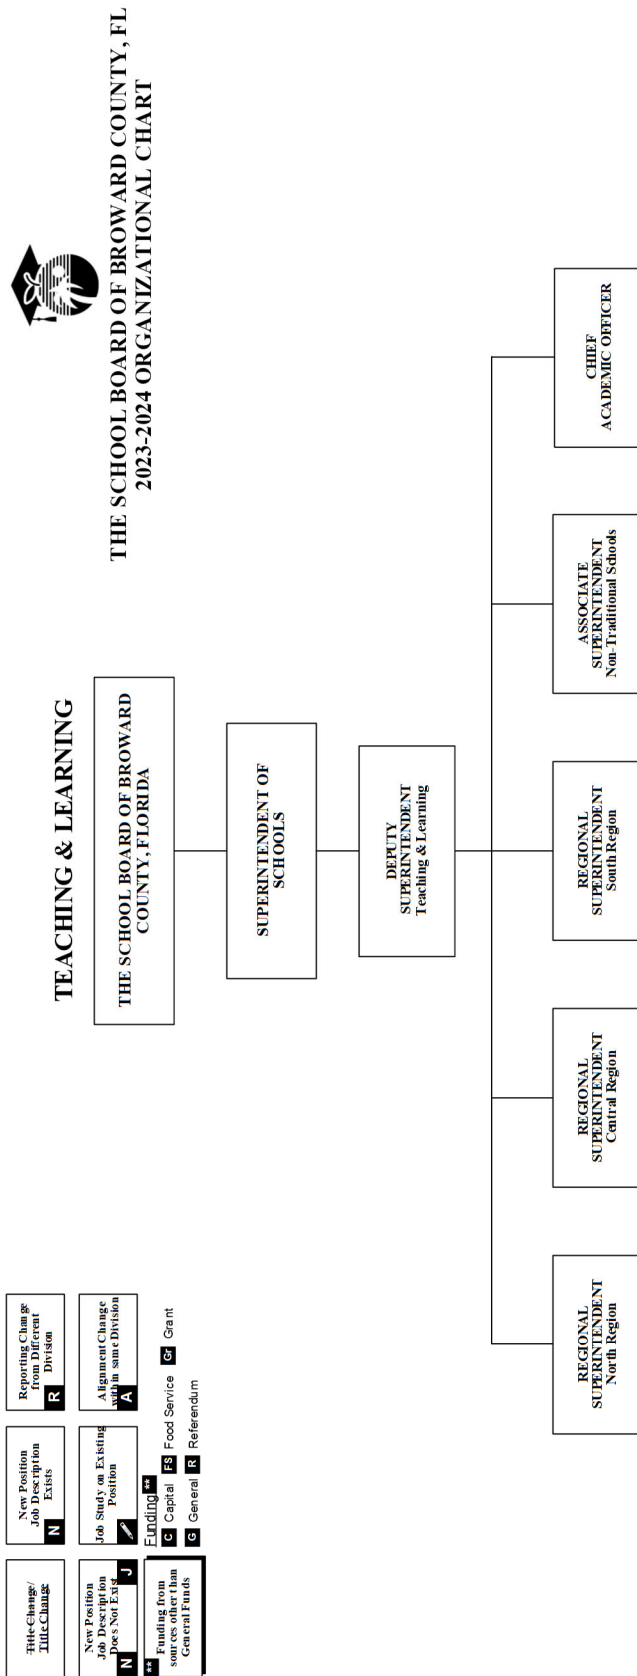 Title Change/
Title Change
New Position
Job Description
Exists
N
Reporting Change
from Different
Division
R
New Position
Job Description
Does Not Exist
N
J
Job Study on Existing
Position
Alignment Change
within same Division
A
**
Funding from
sources other than
General Funds
Funding **
C Capital FS Food Service Gr Grant
G General R Referendum
TEACHING & LEARNING
THE SCHOOL BOARD OF BROWARD COUNTY, FL
2023-2024 ORGANIZATIONAL CHART
THE SCHOOL BOARD OF BROWARD
COUNTY, FLORIDA
SUPERINTENDENT OF
SCHOOLS
DEPUTY
SUPERINTENDENT
Teaching & Learning
REGIONAL
SUPERINTENDENT
North Region
REGIONAL
SUPERINTENDENT
Central Region
REGIONAL
SUPERINTENDENT
South Region
ASSOCIATE
SUPERINTENDENT
Non-Traditional Schools
CHIEF
ACADEMIC OFFICER